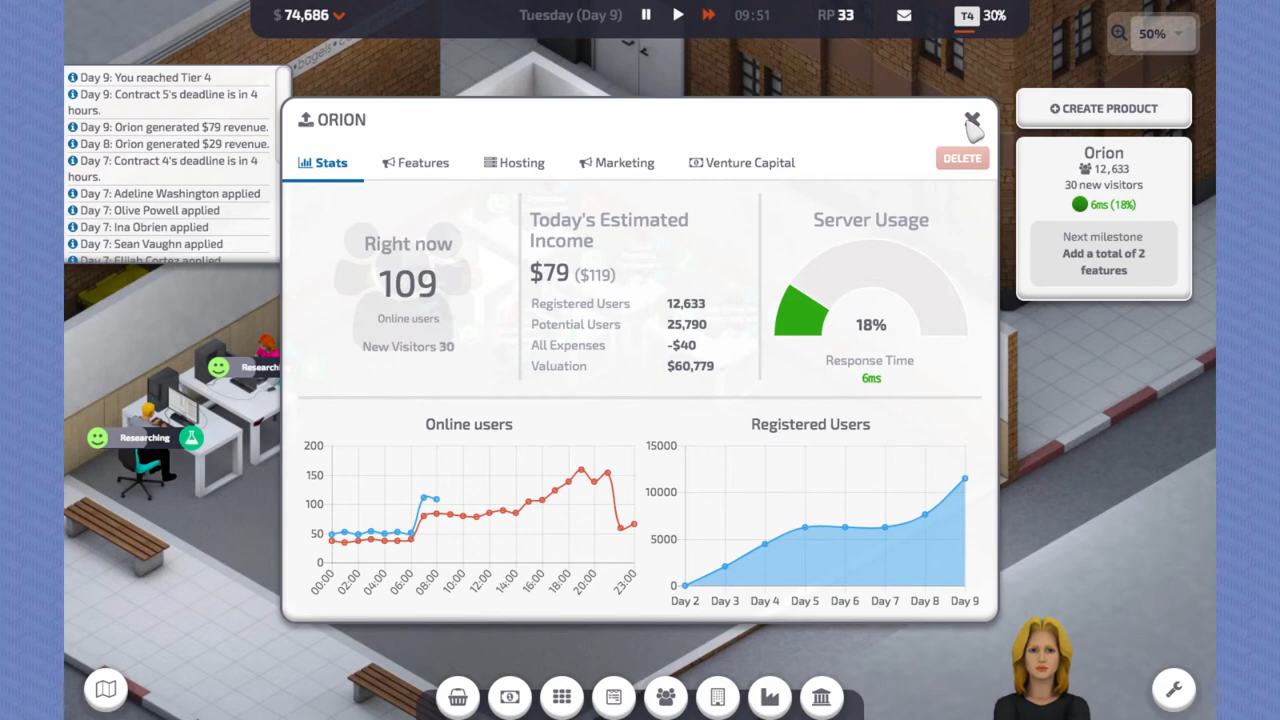 $ 74,686
Tuesday (Day 9)
09:51
RP 33
T4 30%
50%
bagels
Day 9: You reached Tier 4
Day 9: Contract 5's deadline is in 4
hours.
Day 9: Orion generated $79 revenue.
Day 8: Orion generated $29 revenue.
Day 7: Contract 4's deadline is in 4
hours.
Day 7: Adeline Washington applied
Day 7: Olive Powell applied
Day 7: Ina Obrien applied
Day 7: Sean Vaughn applied
Day 7: Elijah Cortez applied
ORION
Stats
Features
Hosting
Marketing
Venture Capital
DELETE
Right now
109
Online users
New Visitors 30
Today's Estimated
Income
$79 ($119)
Registered Users 12,633
Potential Users 25,790
All Expenses -$40
Valuation $60,779
Server Usage
18%
Response Time
6ms
Online users
200
150
100
50
0
00:00 02:00 04:00 06:00 08:00 10:00 12:00 14:00 16:00 18:00 20:00 23:00
Registered Users
15000
10000
5000
0
Day 2 Day 3 Day 4 Day 5 Day 6 Day 7 Day 8 Day 9
CREATE PRODUCT
Orion
12,633
30 new visitors
6ms (18%)
Next milestone
Add a total of 2
features
Researchi
Researching